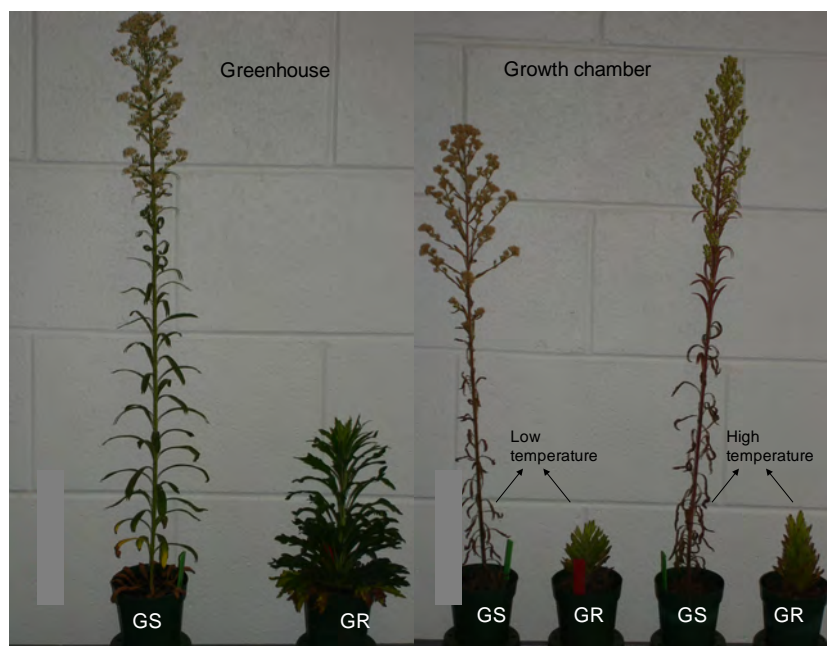 Greenhouse
Growth chamber
Low
temperature
High
temperature
GS
GR
GS
GR
GS
GR